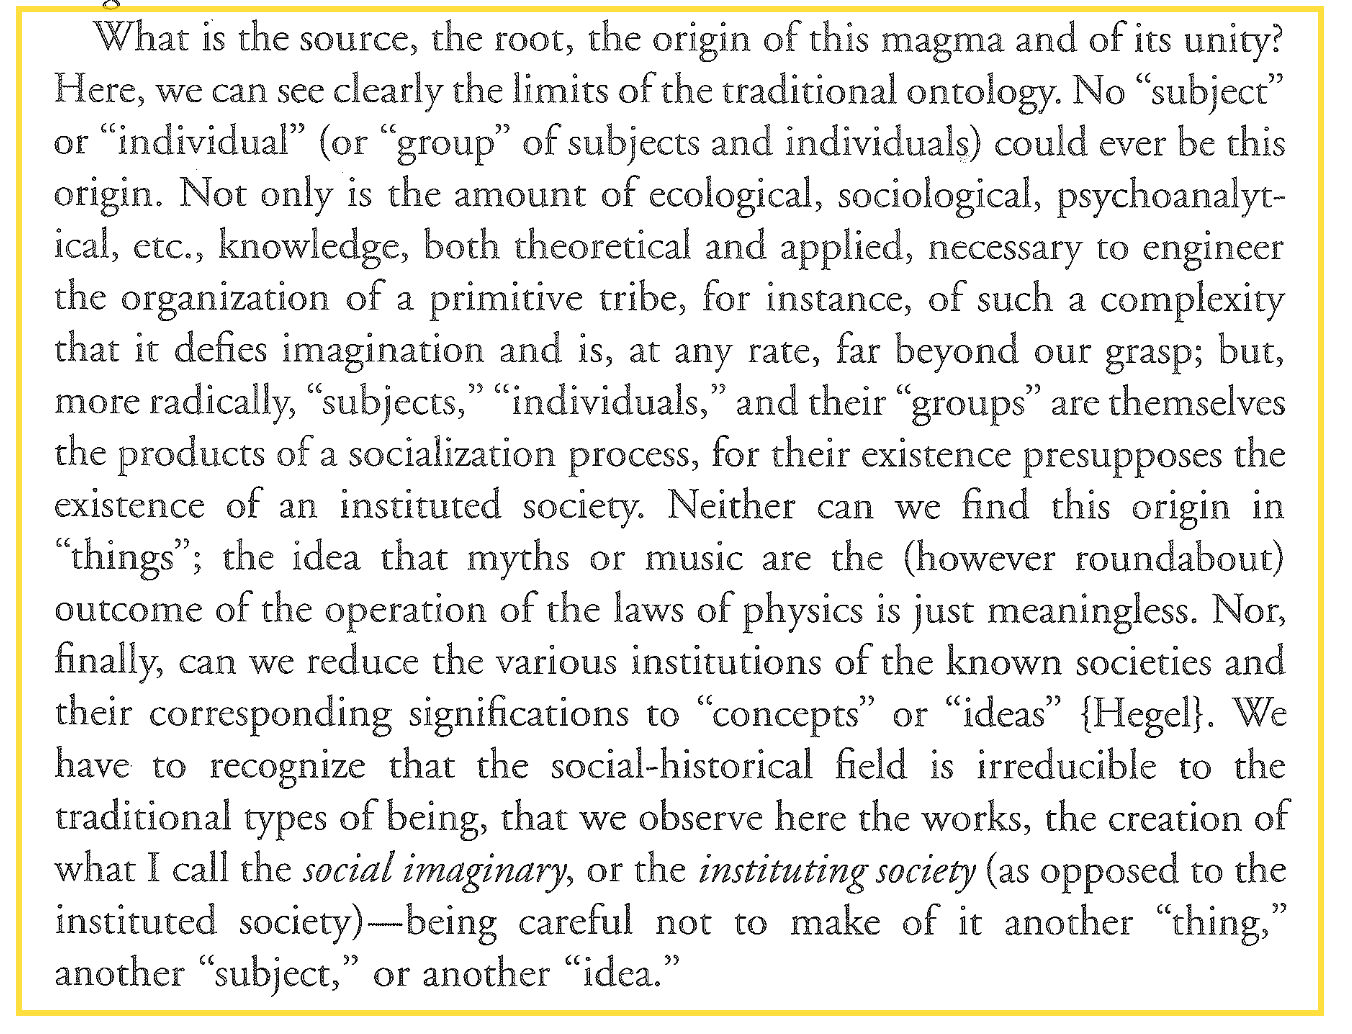 What is the source, the root, the origin of this magma and of its unity?
Here, we can see clearly the limits of the traditional ontology. No “subject”
or “individual” (or “group” of subjects and individuals) could ever be this
origin. Not only is the amount of ecological, sociological, psychoanalyt-
ical, etc., knowledge, both theoretical and applied, necessary to engineer
the organization of a primitive tribe, for instance, of such a complexity
that it defies imagination and is, at any rate, far beyond our grasp; but,
more radically, “subjects,” “individuals,” and their “groups” are themselves
the products of a socialization process, for their existence presupposes the
existence of an instituted society. Neither can we find this origin in
“things”; the idea that myths or music are the (however roundabout)
outcome of the operation of the laws of physics is just meaningless. Nor,
finally, can we reduce the various institutions of the known societies and
their corresponding significations to “concepts” or “ideas” {Hegel}. We
have to recognize that the social-historical field is irreducible to the
traditional types of being, that we observe here the works, the creation of
what I call the social imaginary, or the instituting society (as opposed to the
instituted society)—being careful not to make of it another “thing,”
another “subject,” or another “idea.”